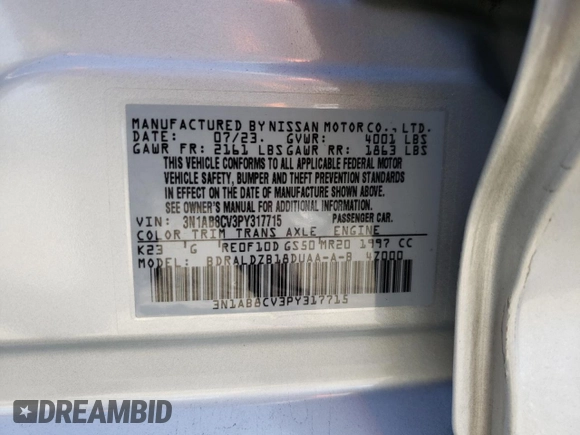 MANUFACTURED BY NISSAN MOTOR CO., LTD.
DATE: 07/23. GVWR: 4001 LBS
GAWR FR: 2161 LBS GAWR RR: 1863 LBS
THIS VEHICLE CONFORMS TO ALL APPLICABLE FEDERAL MOTOR
VEHICLE SAFETY, BUMPER AND THEFT PREVENTION STANDARDS
IN EFFECT ON THE DATE OF MANUFACTURE SHOWN ABOVE.
SEE OWNER'S MANUAL FOR ADDITIONAL INFORMATION.
VIN: 3N1AB8CV3PY317715 PASSENGER CAR.
COLOR TRIM TRANS AXLE ENGINE
K23 G RE0F10D GS50 MR20 1997 CC
MODEL: BDRALDZB18DUAA-A-B 4Z000
3N1AB8CV3PY317715
DREAMBID